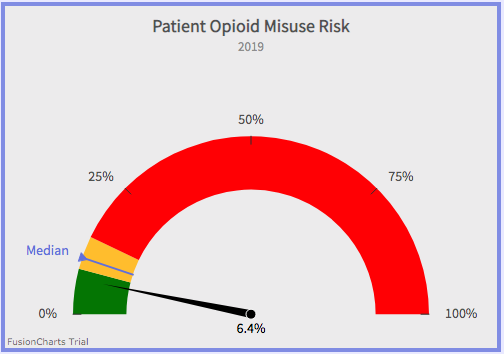 Patient Opioid Misuse Risk
2019
50%
25%
75%
Median
0%
100%
6.4%
FusionCharts Trial